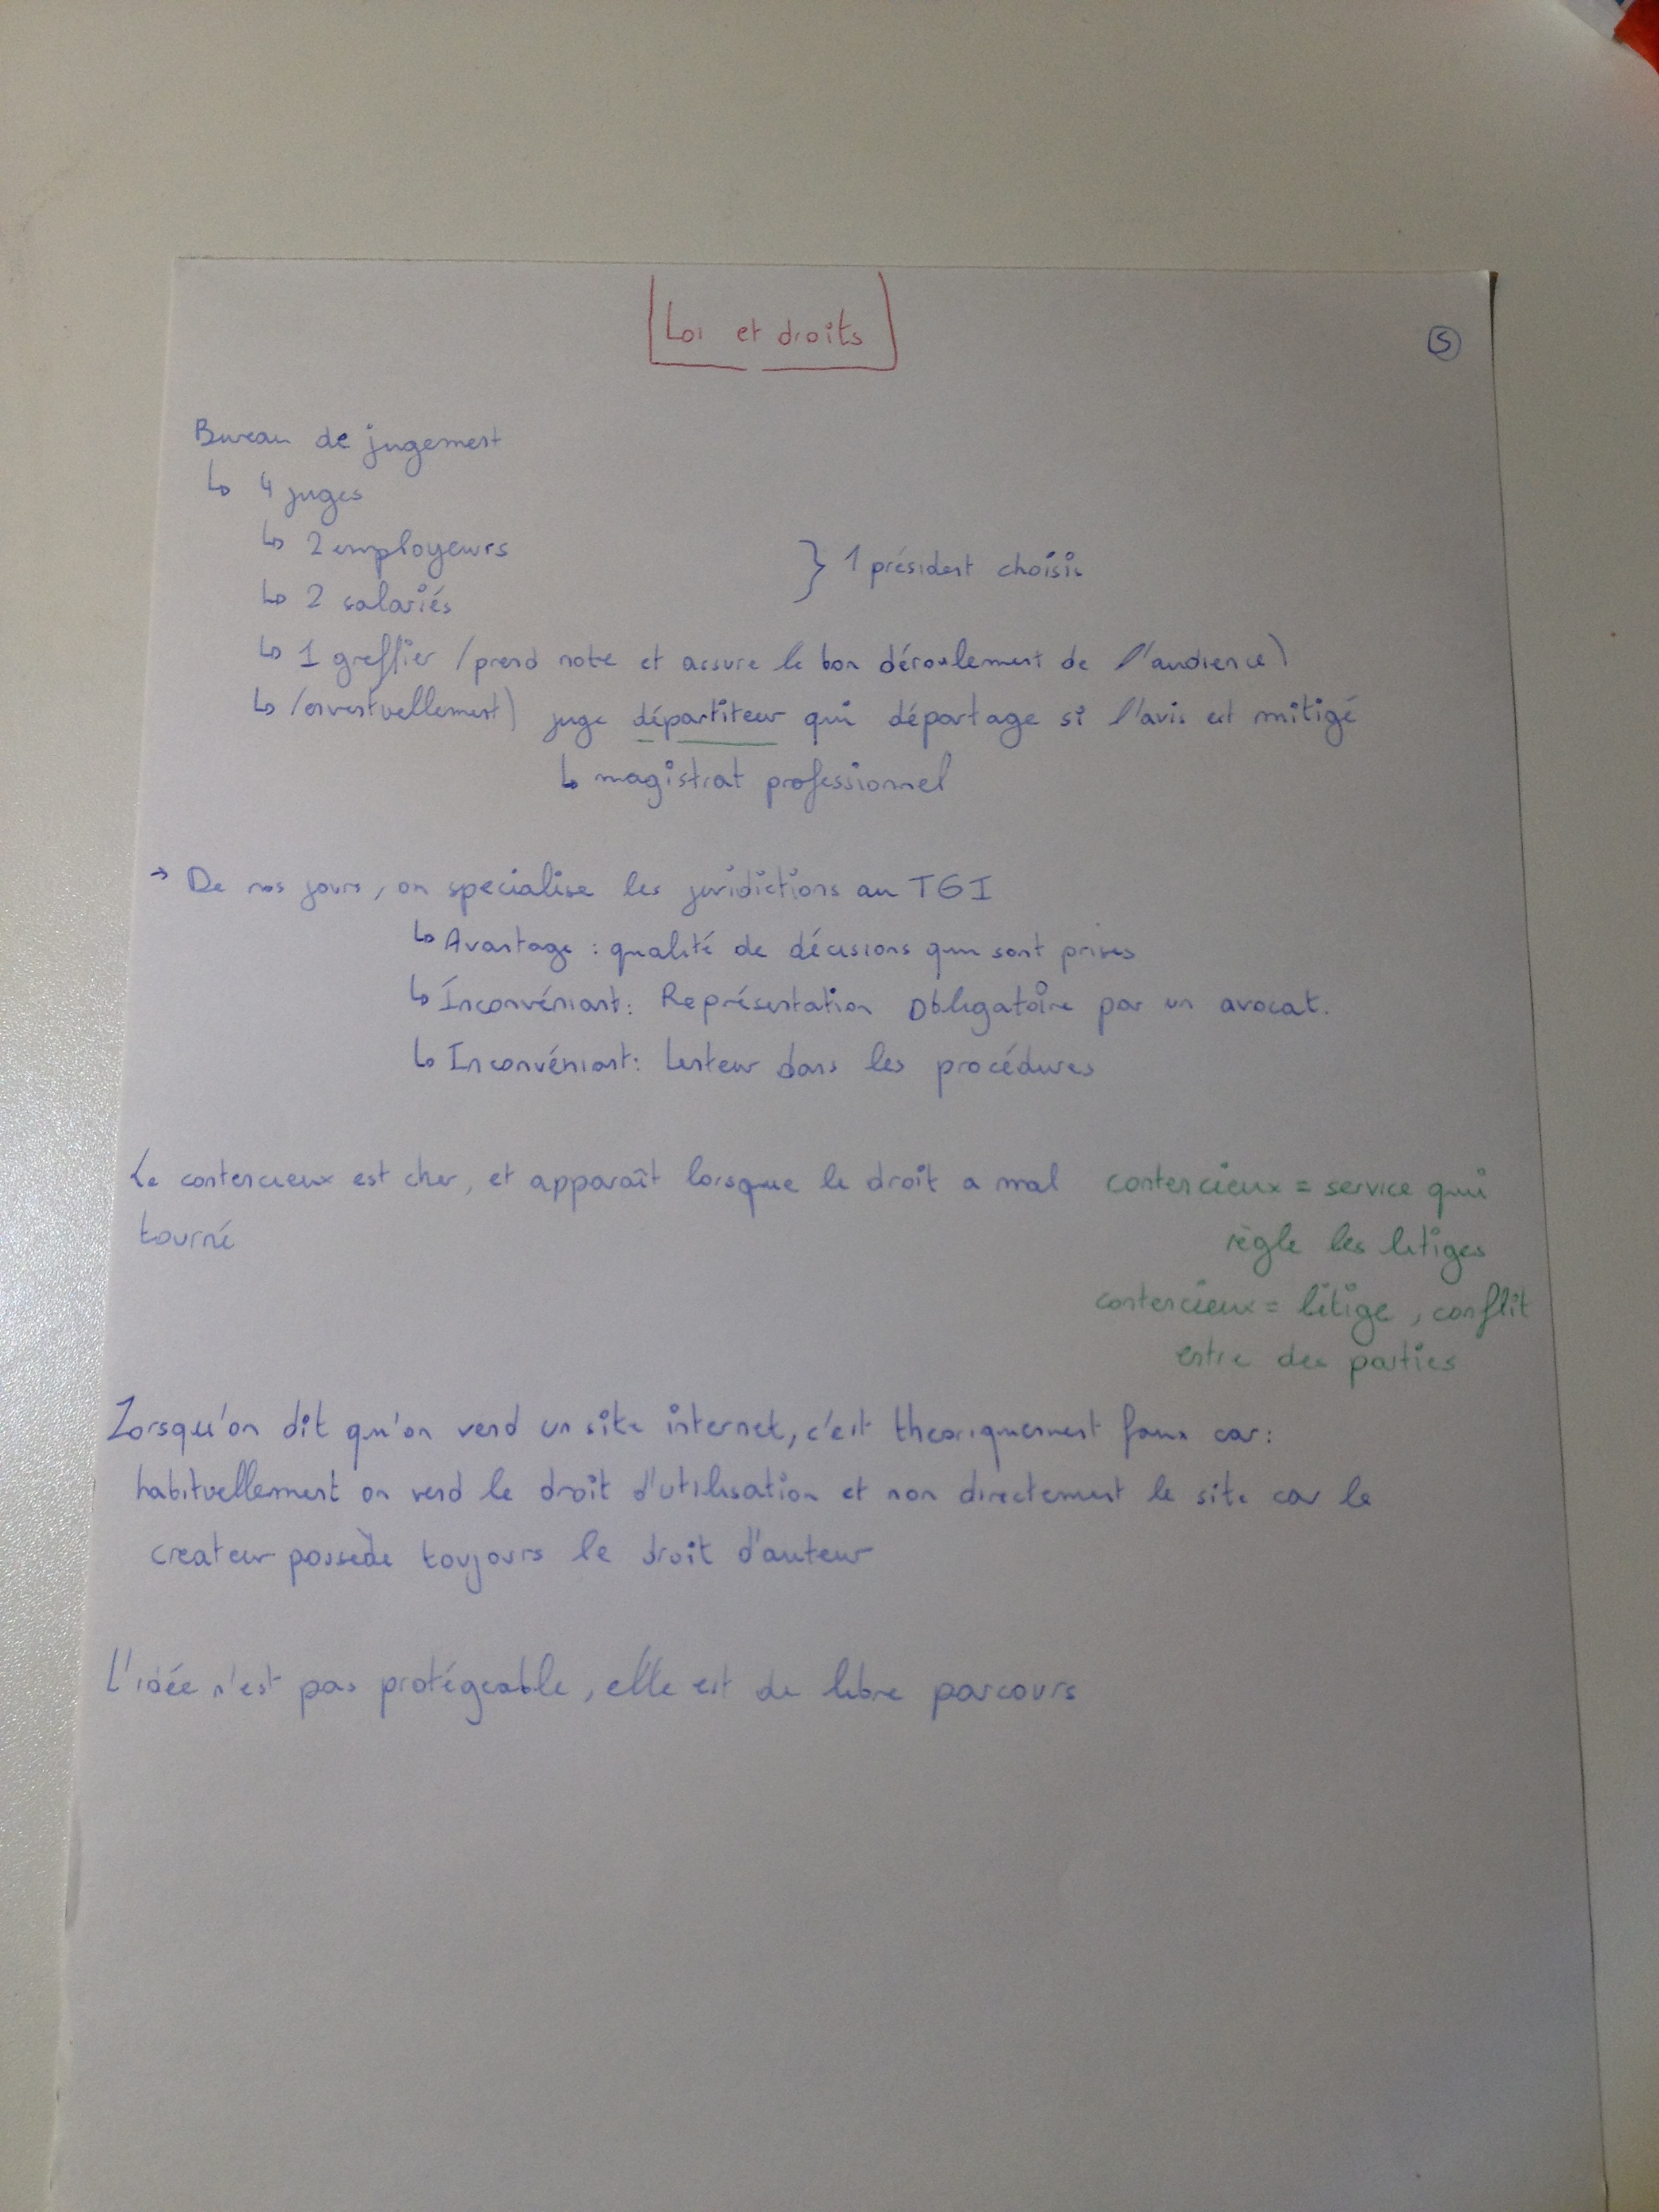 Loi et droits
5
Bureau de jugement
↳ 4 juges
↳ 2 employeurs
↳ 2 salariés
} 1 président choisis
↳ 1 greffier (prend note et assure le bon déroulement de l'audience)
↳ (enventuellement) juge départiteur qui départage si l'avis est mitigé
↳ magistrat professionnel
→ De nos jours, on specialise les juridictions au TGI
↳ Avantage : qualité de décisions qui sont prises
↳ Inconvéniant : Représentation Obligatoire par un avocat.
↳ Inconvéniant : Lenteur dans les procédures
Le contencieux est cher, et apparaît lorsque le droit a mal
tourné
contencieux = service qui
règle les litiges
contencieux = litige, conflit
entre des parties
Lorsqu'on dit qu'on vend un site internet, c'est theoriquement faux car :
habituellement on vend le droit d'utilisation et non directement le site car le
createur possède toujours le droit d'auteur
L'idée n'est pas protégeable, elle est de libre parcours